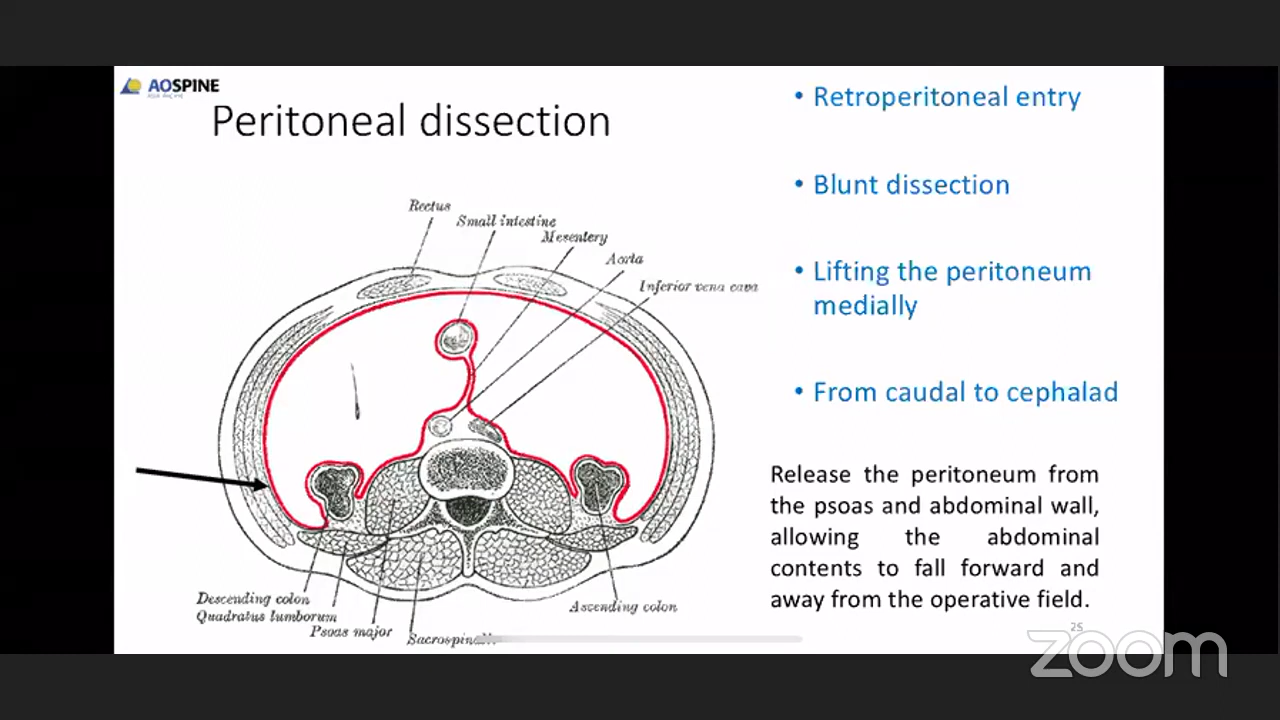 AOSPINE
Peritoneal dissection
• Retroperitoneal entry
• Blunt dissection
• Lifting the peritoneum
medially
• From caudal to cephalad
Release the peritoneum from
the psoas and abdominal wall,
allowing the abdominal
contents to fall forward and
away from the operative field.
Rectus
Small intestine
Mesentery
Aorta
Inferior vena cava
Descending colon
Quadratus lumborum
Psoas major
Ascending colon
25
zoom